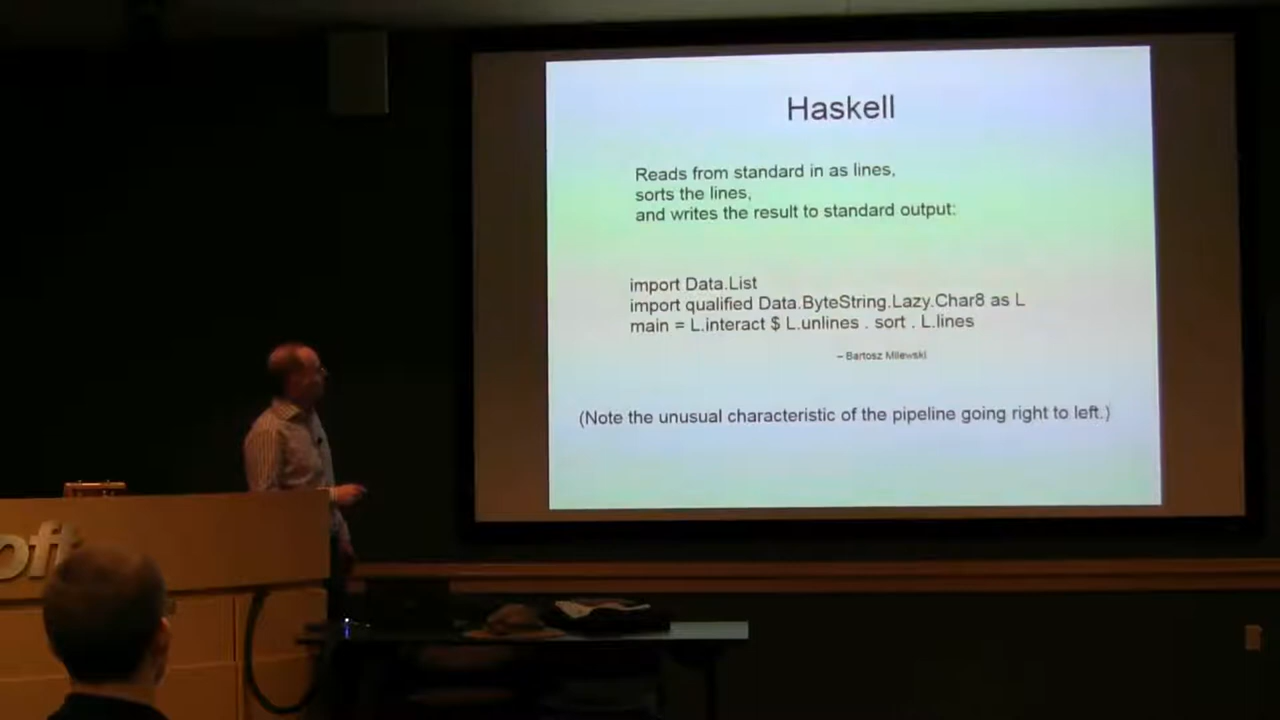 Haskell
Reads from standard in as lines,
sorts the lines,
and writes the result to standard output:
import Data.List
import qualified Data.ByteString.Lazy.Char8 as L
main = L.interact $ L.unlines . sort . L.lines
– Bartosz Milewski
(Note the unusual characteristic of the pipeline going right to left.)
oft